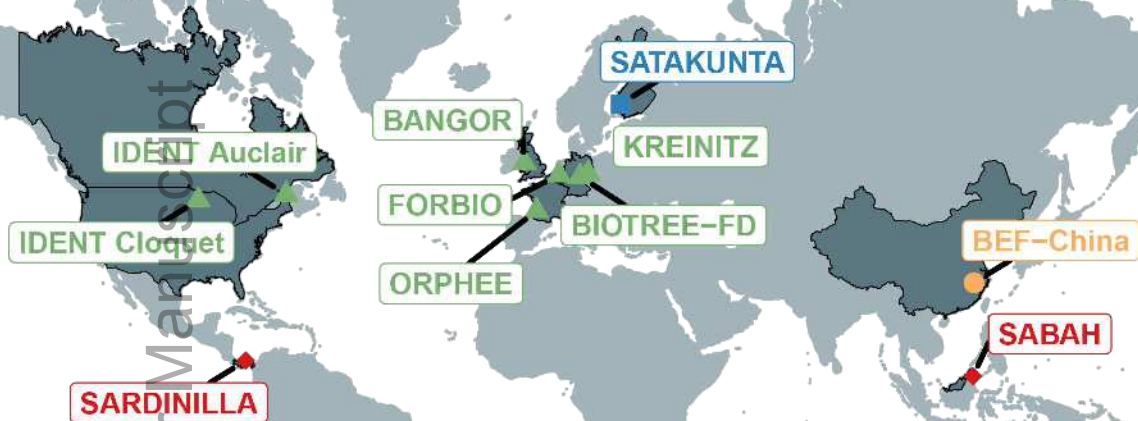 SATAKUNTA
BANGOR
KREINITZ
IDENT Auclair
FORBIO
BIOTREE−FD
IDENT Cloquet
BEF−China
ORPHEE
SABAH
SARDINILLA
Manuscript